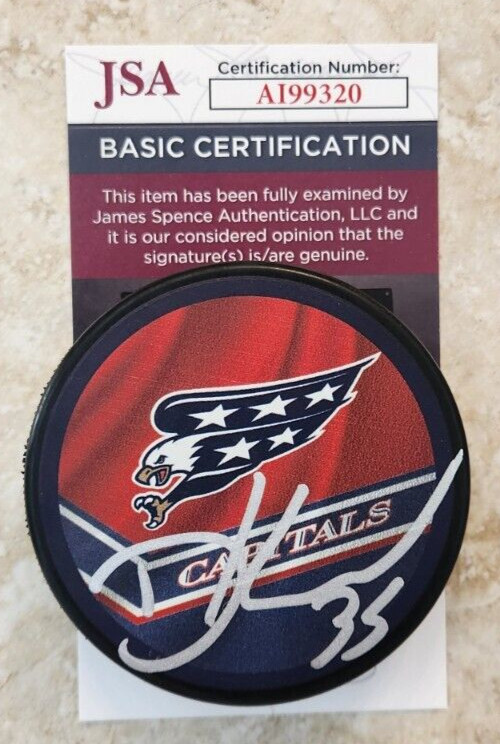 JSA
Certification Number:
AI99320
BASIC CERTIFICATION
This item has been fully examined by
James Spence Authentication, LLC and
it is our considered opinion that the
signature(s) is/are genuine.
CAPITALS
35